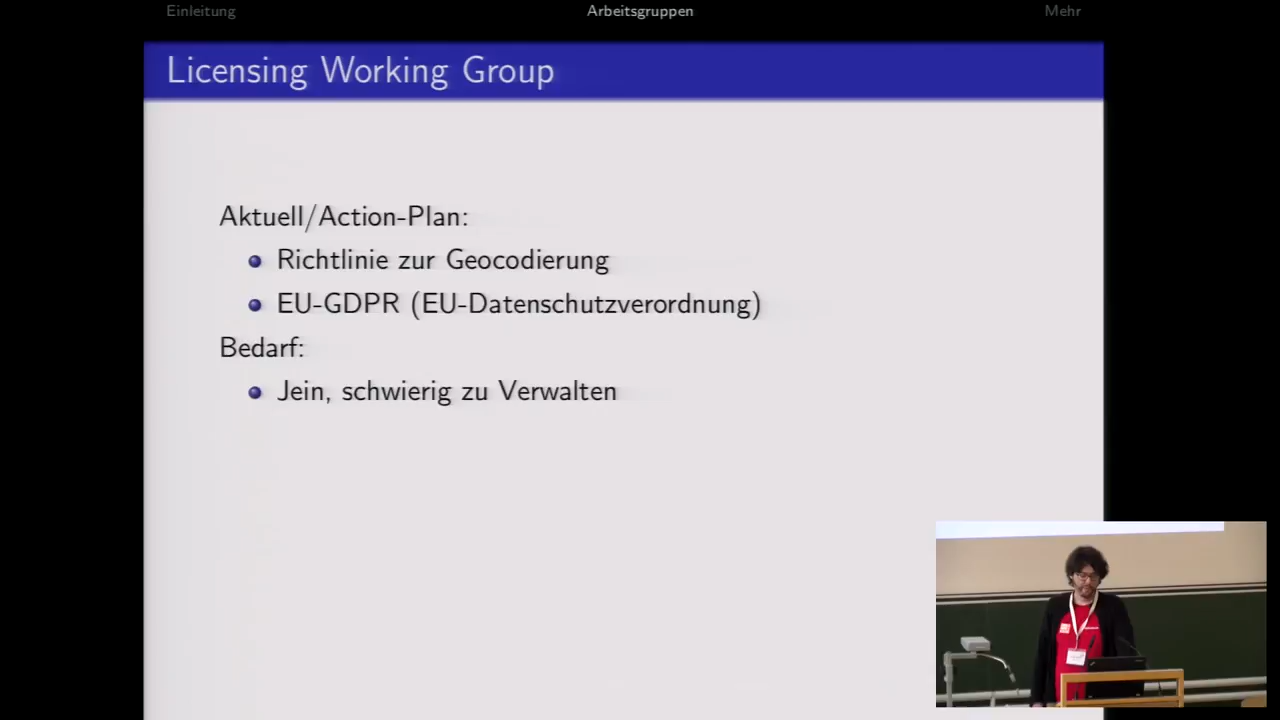 Einleitung Arbeitsgruppen Mehr
Licensing Working Group
Aktuell/Action-Plan:
Richtlinie zur Geocodierung
EU-GDPR (EU-Datenschutzverordnung)
Bedarf:
Jein, schwierig zu Verwalten